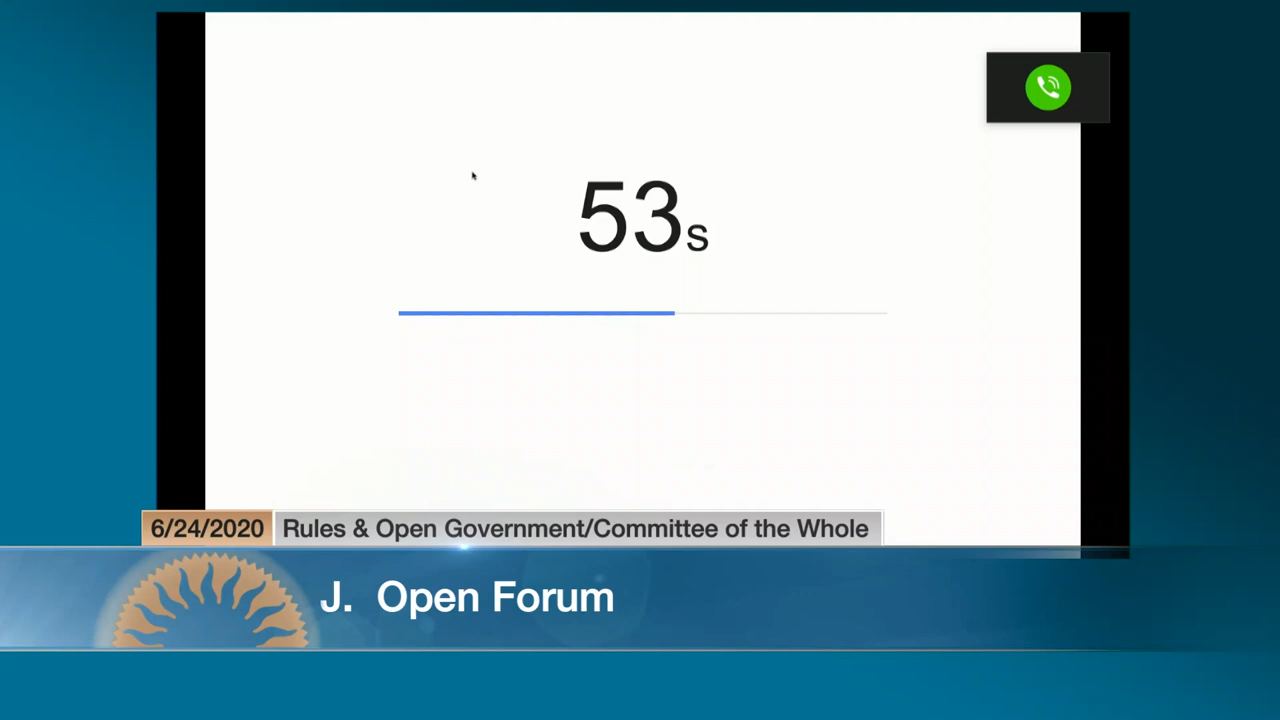 53s
6/24/2020 Rules & Open Government/Committee of the Whole
J. Open Forum